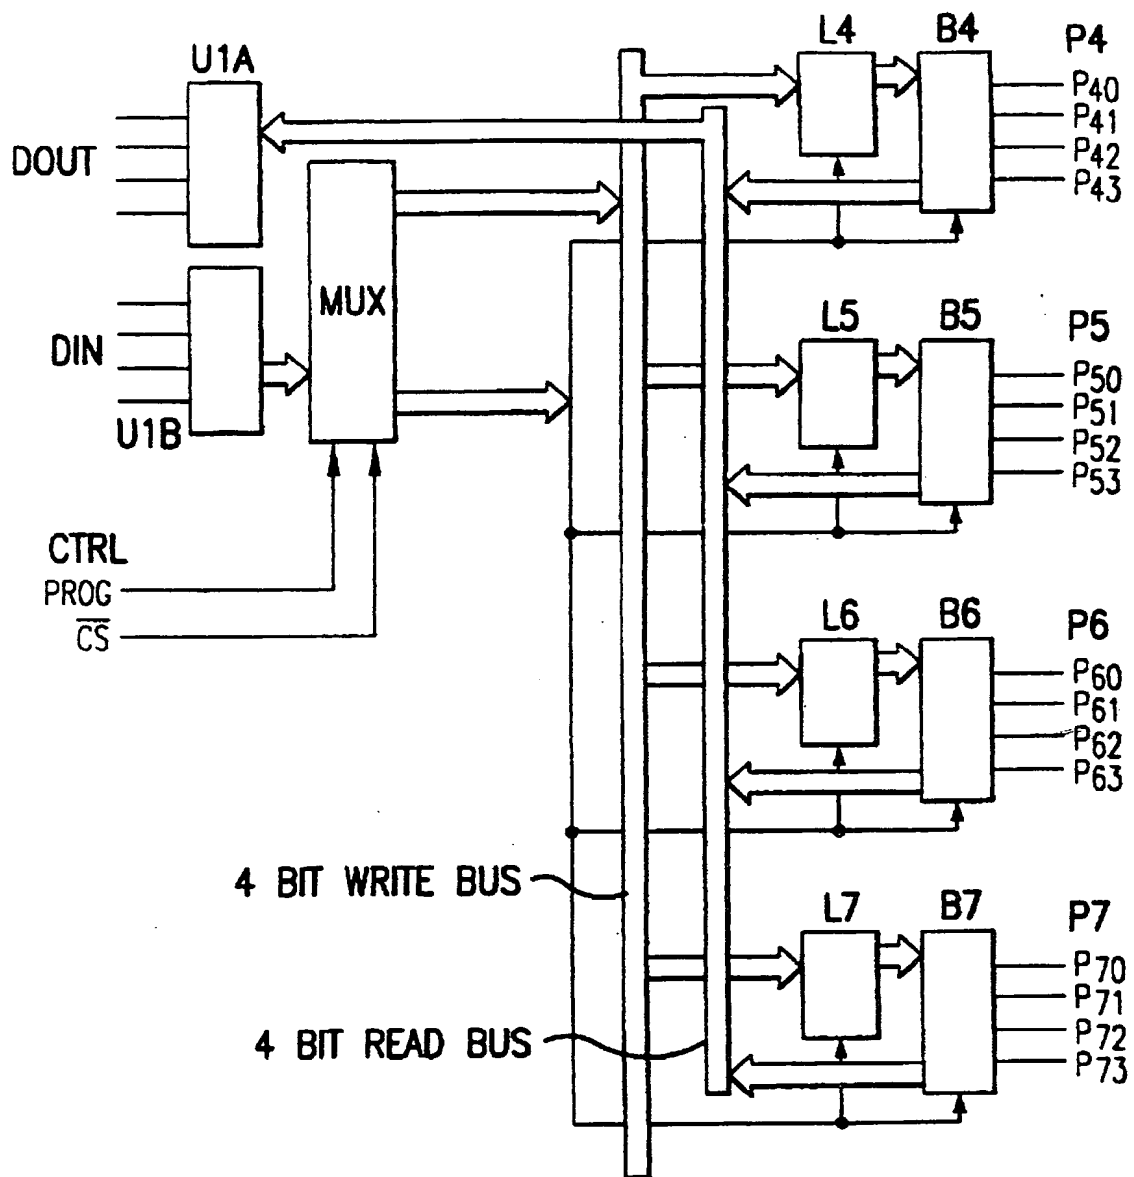 U1A
DOUT
MUX
DIN
U1B
CTRL
PROG
C̅S̅
4 BIT WRITE BUS
4 BIT READ BUS
L4 B4 P4
P40
P41
P42
P43
L5 B5 P5
P50
P51
P52
P53
L6 B6 P6
P60
P61
P62
P63
L7 B7 P7
P70
P71
P72
P73